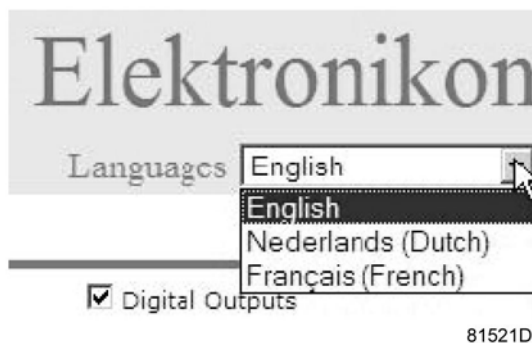 Elektronikon
Languages English
English
Nederlands (Dutch)
Français (French)
Digital Outputs
81521D